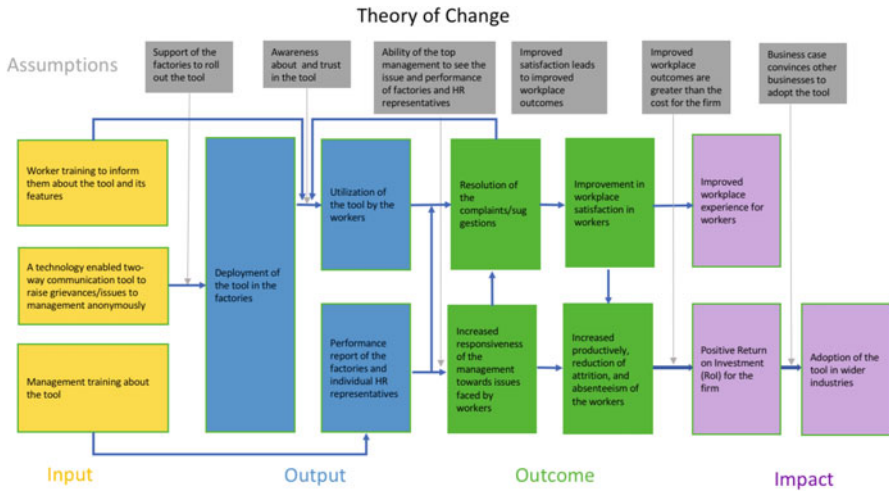 Theory of Change
Assumptions
Support of the
factories to roll
out the tool
Awareness
about and trust
in the tool
Ability of the top
management to see the
issue and performance
of factories and HR
representatives
Improved
satisfaction leads
to improved
workplace
outcomes
Improved
workplace
outcomes are
greater than the
cost for the firm
Business case
convinces other
businesses to
adopt the tool
Worker training to inform
them about the tool and its
features
A technology enabled two-
way communication tool to
raise grievances/issues to
management anonymously
Management training about
the tool
Deployment of
the tool in the
factories
Utilization of
the tool by the
workers
Performance
report of the
factories and
individual HR
representatives
Resolution of
the
complaints/sug
gestions
Increased
responsiveness
of the
management
towards issues
faced by
workers
Improvement in
workplace
satisfaction in
workers
Increased
productively,
reduction of
attrition, and
absenteeism of
the workers
Improved
workplace
experience for
workers
Positive Return
on Investment
(RoI) for the
firm
Adoption of the
tool in wider
industries
Input
Output
Outcome
Impact